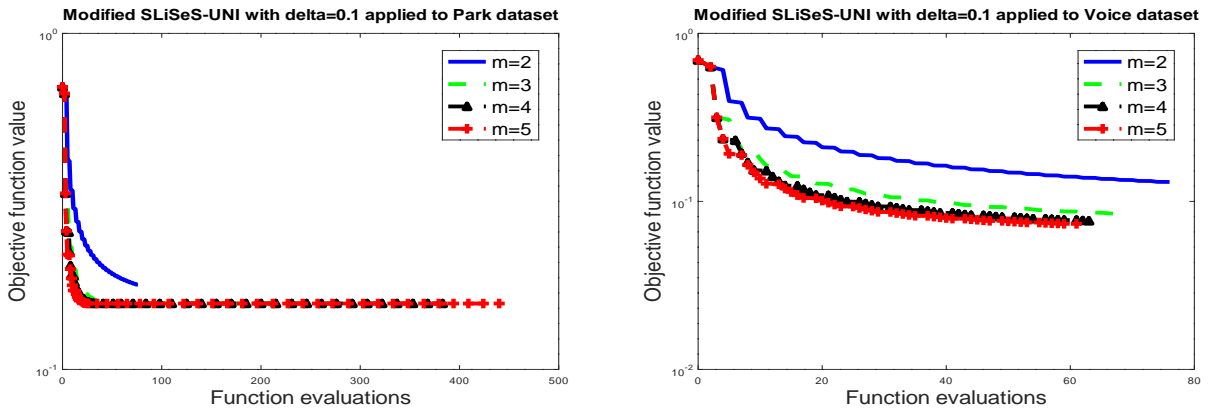 Modified SLiSeS-UNI with delta=0.1 applied to Park dataset
10^0
10^-1
Objective function value
m=2
m=3
m=4
m=5
0 100 200 300 400 500
Function evaluations
Modified SLiSeS-UNI with delta=0.1 applied to Voice dataset
10^0
10^-1
10^-2
Objective function value
m=2
m=3
m=4
m=5
0 20 40 60 80
Function evaluations